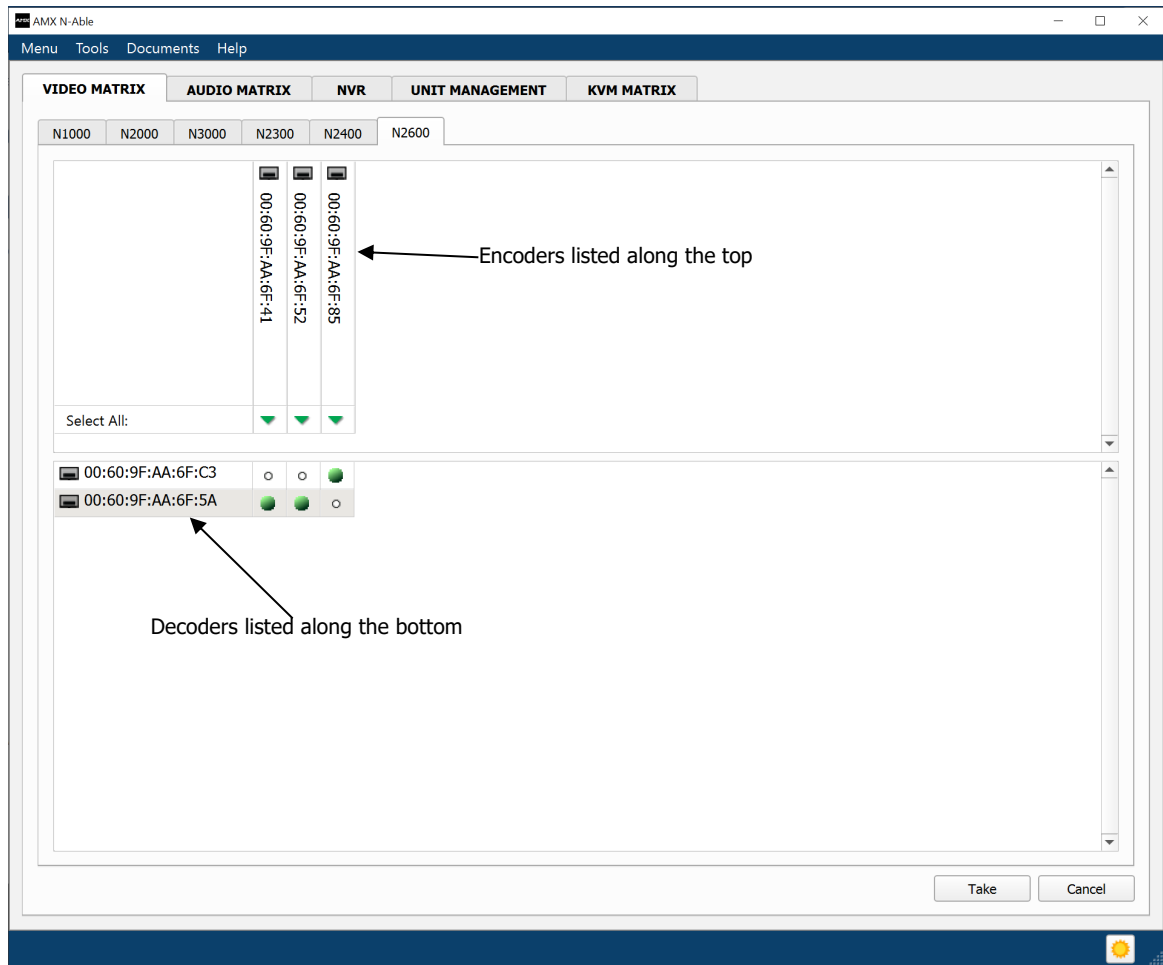 AMX AMX N-Able
Menu Tools Documents Help
VIDEO MATRIX AUDIO MATRIX NVR UNIT MANAGEMENT KVM MATRIX
N1000 N2000 N3000 N2300 N2400 N2600
00:60:9F:AA:6F:41
00:60:9F:AA:6F:52
00:60:9F:AA:6F:85
Encoders listed along the top
Select All:
00:60:9F:AA:6F:C3
00:60:9F:AA:6F:5A
Decoders listed along the bottom
Take Cancel